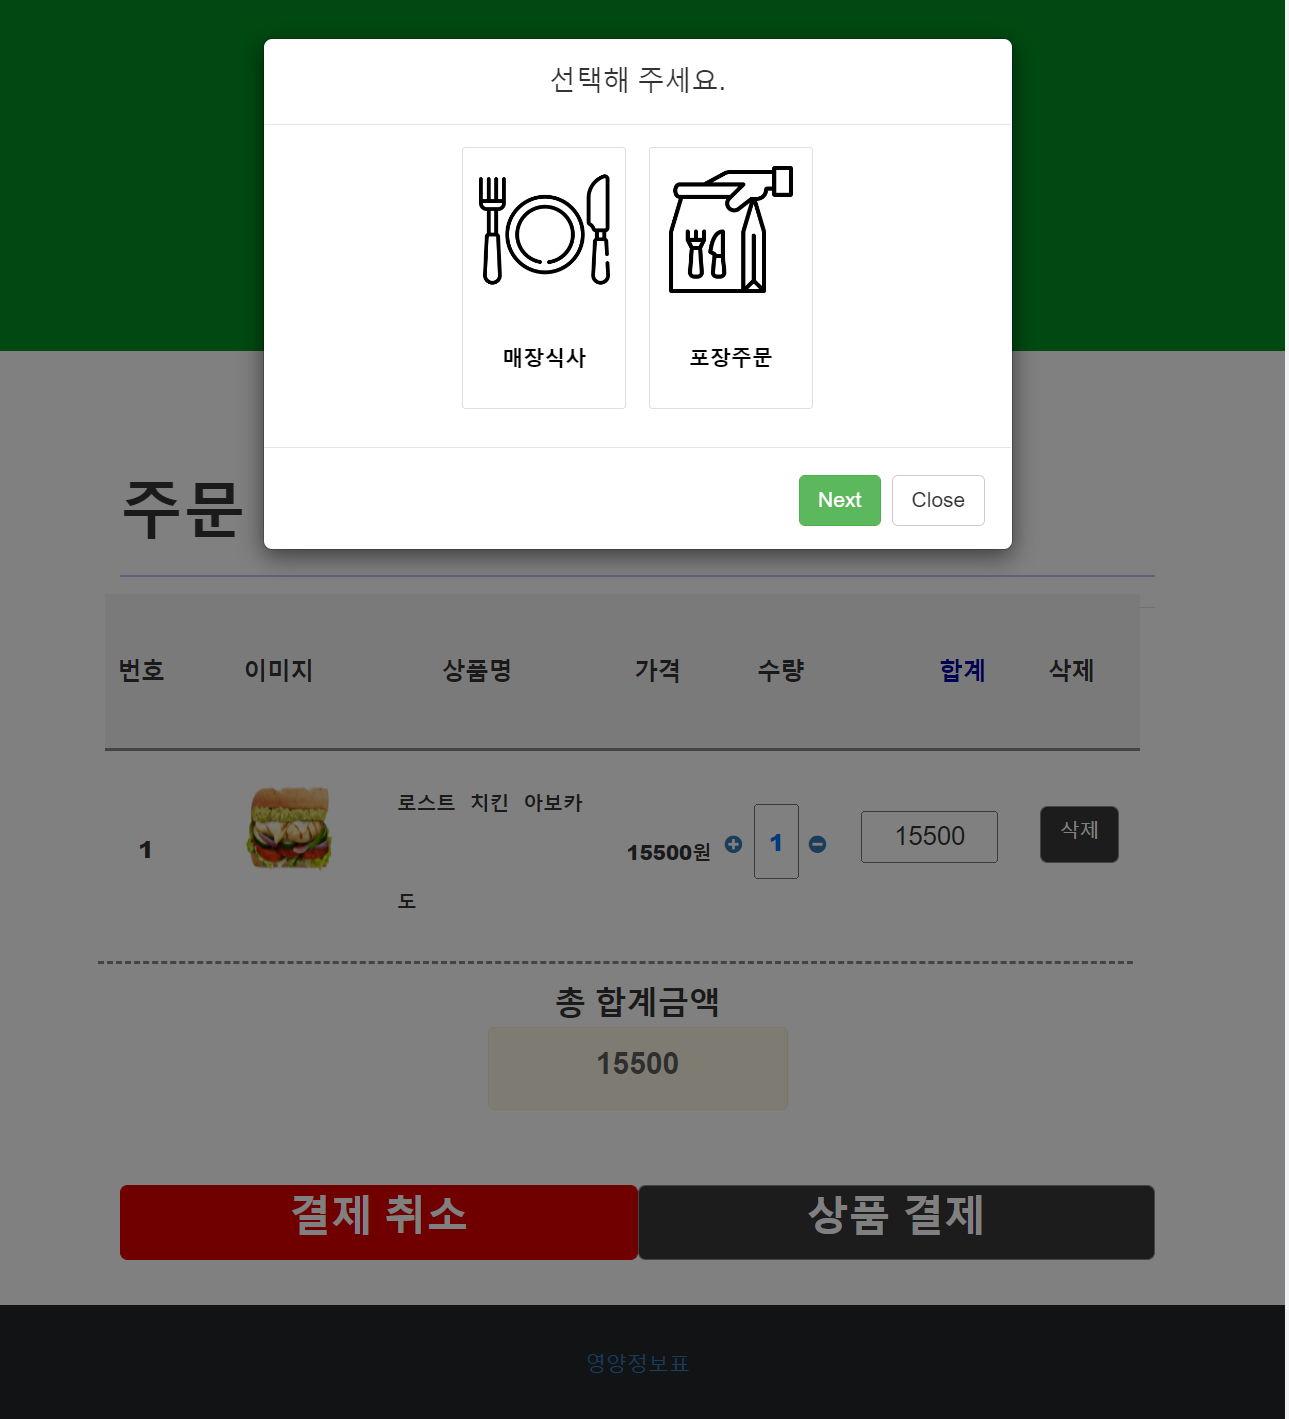 선택해 주세요.
매장식사
포장주문
Next
Close
주문
번호 이미지 상품명 가격 수량 합계 삭제
1 로스트 치킨 아보카도 15500원 1 15500 삭제
총 합계금액
15500
결제 취소
상품 결제
영양정보표